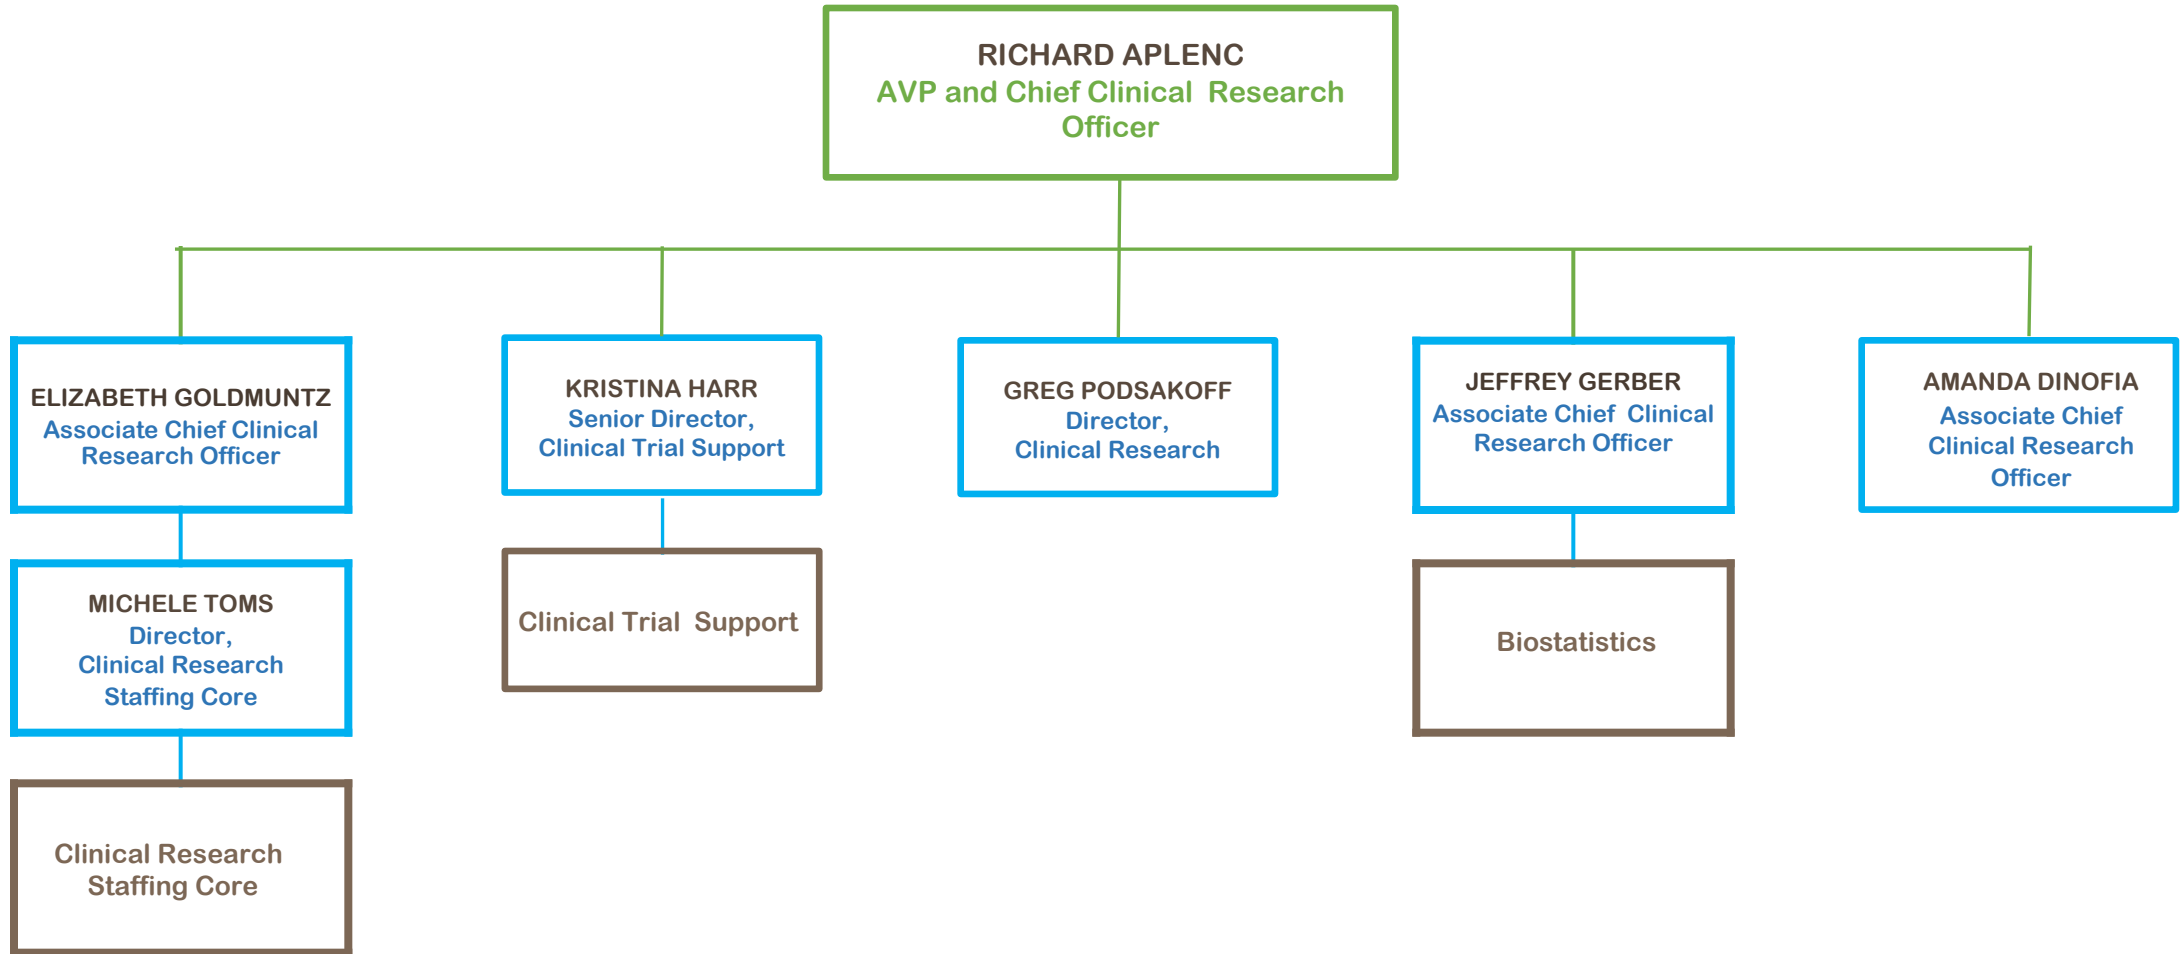 RICHARD APLENC
AVP and Chief Clinical Research
Officer
ELIZABETH GOLDMUNTZ
Associate Chief Clinical
Research Officer
KRISTINA HARR
Senior Director,
Clinical Trial Support
GREG PODSAKOFF
Director,
Clinical Research
JEFFREY GERBER
Associate Chief Clinical
Research Officer
AMANDA DINOFIA
Associate Chief
Clinical Research
Officer
MICHELE TOMS
Director,
Clinical Research
Staffing Core
Clinical Trial Support
Biostatistics
Clinical Research
Staffing Core